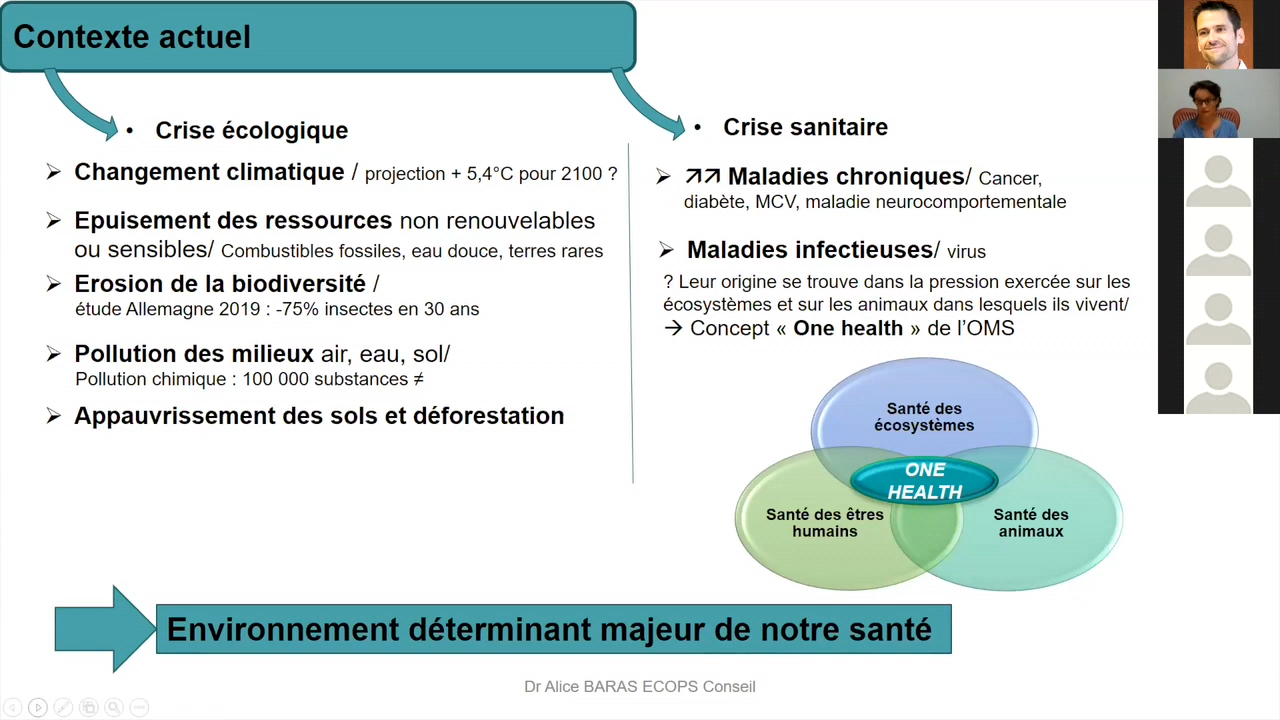 Contexte actuel
• Crise écologique
➢ Changement climatique / projection + 5,4°C pour 2100 ?
➢ Epuisement des ressources non renouvelables
ou sensibles/ Combustibles fossiles, eau douce, terres rares
➢ Erosion de la biodiversité /
étude Allemagne 2019 : -75% insectes en 30 ans
➢ Pollution des milieux air, eau, sol/
Pollution chimique : 100 000 substances ≠
➢ Appauvrissement des sols et déforestation
• Crise sanitaire
➢ ↗↗ Maladies chroniques/ Cancer,
diabète, MCV, maladie neurocomportementale
➢ Maladies infectieuses/ virus
? Leur origine se trouve dans la pression exercée sur les
écosystèmes et sur les animaux dans lesquels ils vivent/
→ Concept « One health » de l'OMS
Santé des
écosystèmes
ONE
HEALTH
Santé des êtres
humains
Santé des
animaux
Environnement déterminant majeur de notre santé
Dr Alice BARAS ECOPS Conseil